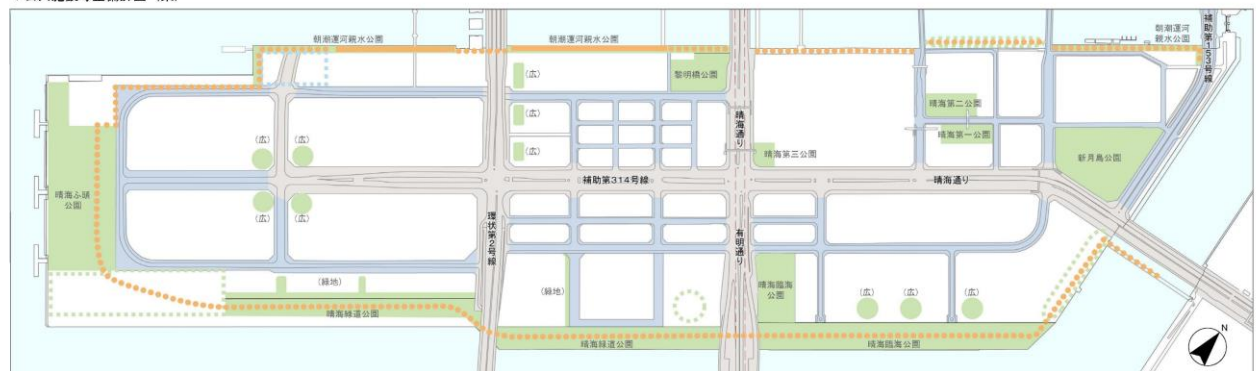 朝潮運河親水公園
朝潮運河親水公園
朝潮運河
親水公園
補助第153号線
(広)
黎明橋公園
(広)
晴海通り
晴海第二公園
晴海第一公園
(広)
(広)
(広)
晴海第三公園
新月島公園
晴海ふ頭
公園
補助第314号線
晴海通り
(広)
(広)
環状第2号線
有明通り
(緑地)
(緑地)
晴海臨海
公園
(広)
(広)
(広)
晴海緑道公園
晴海緑道公園
晴海臨海公園
N